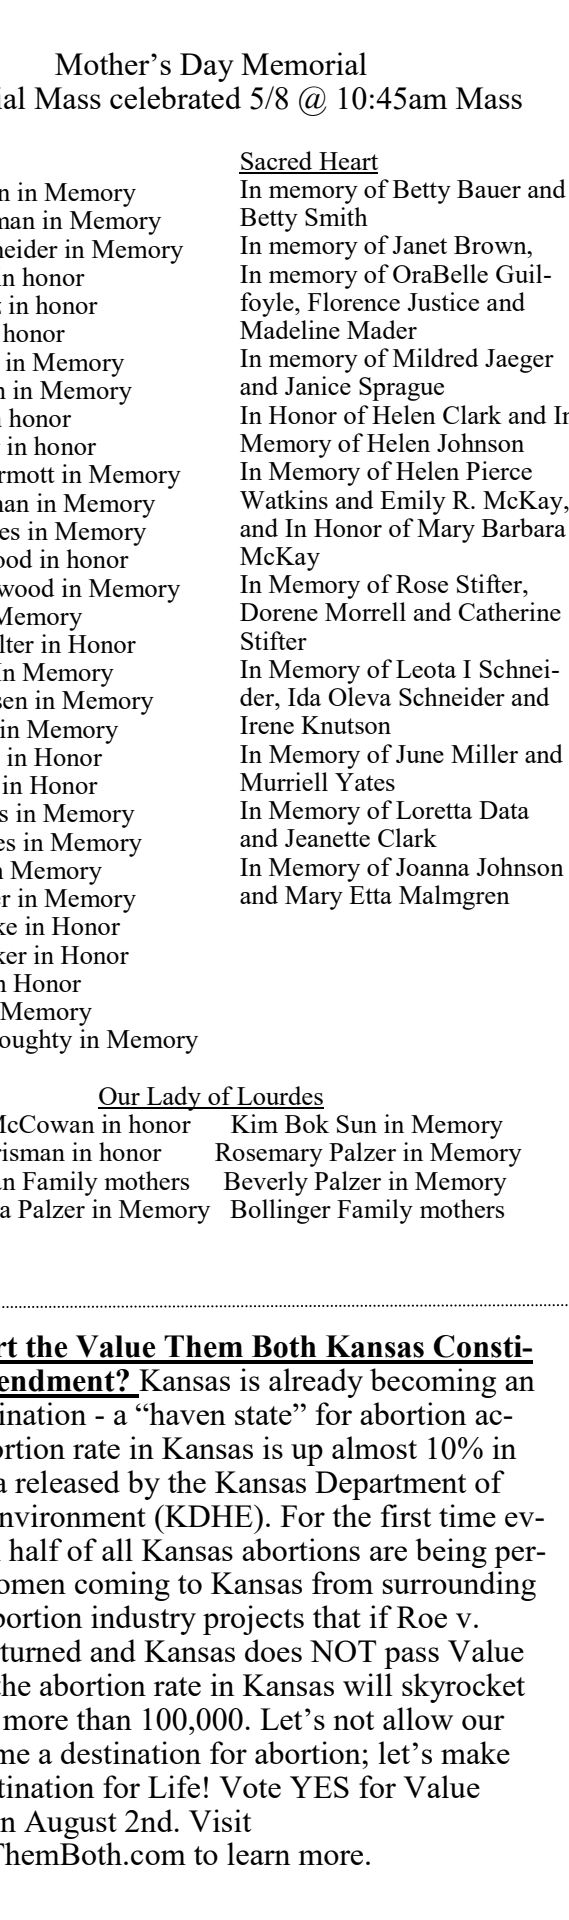 Mother’s Day Memorial
ial Mass celebrated 5/8 @ 10:45am Mass
n in Memory
man in Memory
neider in Memory
in honor
z in honor
honor
in Memory
n in Memory
n honor
r in honor
rmott in Memory
nan in Memory
es in Memory
ood in honor
wood in Memory
Memory
lter in Honor
In Memory
sen in Memory
in Memory
in Honor
in Honor
s in Memory
es in Memory
n Memory
er in Memory
ke in Honor
ker in Honor
n Honor
Memory
oughty in Memory
Sacred Heart
In memory of Betty Bauer and
Betty Smith
In memory of Janet Brown,
In memory of OraBelle Guil-
foyle, Florence Justice and
Madeline Mader
In memory of Mildred Jaeger
and Janice Sprague
In Honor of Helen Clark and In
Memory of Helen Johnson
In Memory of Helen Pierce
Watkins and Emily R. McKay,
and In Honor of Mary Barbara
McKay
In Memory of Rose Stifter,
Dorene Morrell and Catherine
Stifter
In Memory of Leota I Schnei-
der, Ida Oleva Schneider and
Irene Knutson
In Memory of June Miller and
Murriell Yates
In Memory of Loretta Data
and Jeanette Clark
In Memory of Joanna Johnson
and Mary Etta Malmgren
Our Lady of Lourdes
McCowan in honor Kim Bok Sun in Memory
risman in honor Rosemary Palzer in Memory
an Family mothers Beverly Palzer in Memory
a Palzer in Memory Bollinger Family mothers
rt the Value Them Both Kansas Consti-
endment? Kansas is already becoming an
ination - a “haven state” for abortion ac-
ortion rate in Kansas is up almost 10% in
a released by the Kansas Department of
nvironment (KDHE). For the first time ev-
half of all Kansas abortions are being per-
omen coming to Kansas from surrounding
bortion industry projects that if Roe v.
turned and Kansas does NOT pass Value
the abortion rate in Kansas will skyrocket
more than 100,000. Let’s not allow our
me a destination for abortion; let’s make
tination for Life! Vote YES for Value
n August 2nd. Visit
ThemBoth.com to learn more.